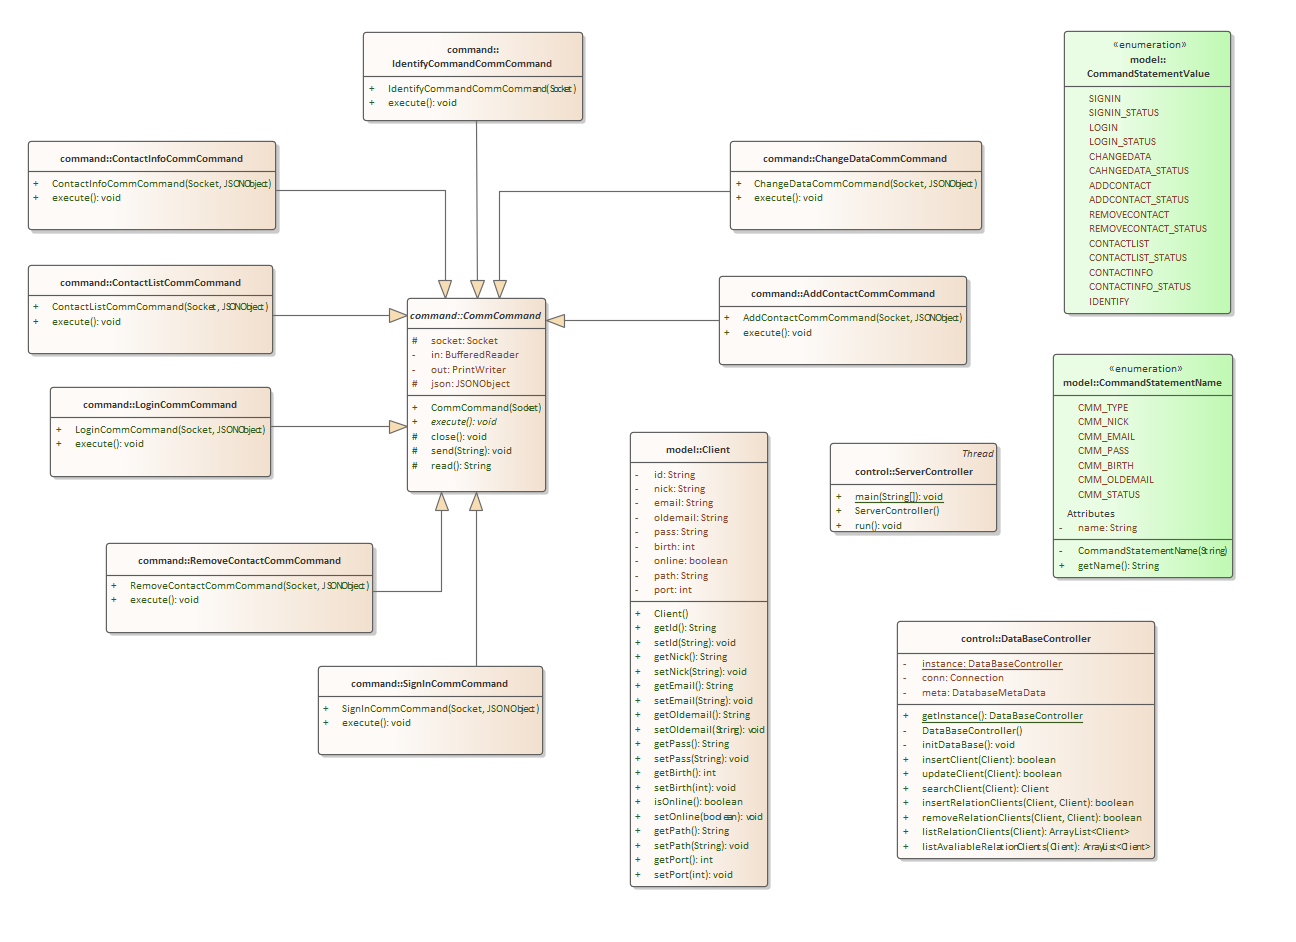 command::
IdentifyCommandCommCommand
+ IdentifyCommandCommCommand(Socket)
+ execute(): void
command::ContactInfoCommCommand
+ ContactInfoCommCommand(Socket, JSONObject)
+ execute(): void
command::ChangeDataCommCommand
+ ChangeDataCommCommand(Socket, JSONObject)
+ execute(): void
command::ContactListCommCommand
+ ContactListCommCommand(Socket, JSONObject)
+ execute(): void
command::AddContactCommCommand
+ AddContactCommCommand(Socket, JSONObject)
+ execute(): void
command::CommCommand
# socket: Socket
- in: BufferedReader
- out: PrintWriter
# json: JSONObject
+ CommCommand(Socket)
+ execute(): void
# close(): void
# send(String): void
# read(): String
command::LoginCommCommand
+ LoginCommCommand(Socket, JSONObject)
+ execute(): void
command::RemoveContactCommCommand
+ RemoveContactCommCommand(Socket, JSONObject)
+ execute(): void
command::SignInCommCommand
+ SignInCommCommand(Socket, JSONObject)
+ execute(): void
model::Client
- id: String
- nick: String
- email: String
- oldemail: String
- pass: String
- birth: int
- online: boolean
- path: String
- port: int
+ Client()
+ getId(): String
+ setId(String): void
+ getNick(): String
+ setNick(String): void
+ getEmail(): String
+ setEmail(String): void
+ getOldemail(): String
+ setOldemail(String): void
+ getPass(): String
+ setPass(String): void
+ getBirth(): int
+ setBirth(int): void
+ isOnline(): boolean
+ setOnline(boolean): void
+ getPath(): String
+ setPath(String): void
+ getPort(): int
+ setPort(int): void
Thread
control::ServerController
+ main(String[]): void
+ ServerController()
+ run(): void
«enumeration»
model::
CommandStatementValue
SIGNIN
SIGNIN_STATUS
LOGIN
LOGIN_STATUS
CHANGEDATA
CAHNGEDATA_STATUS
ADDCONTACT
ADDCONTACT_STATUS
REMOVECONTACT
REMOVECONTACT_STATUS
CONTACTLIST
CONTACTLIST_STATUS
CONTACTINFO
CONTACTINFO_STATUS
IDENTIFY
«enumeration»
model::CommandStatementName
CMM_TYPE
CMM_NICK
CMM_EMAIL
CMM_PASS
CMM_BIRTH
CMM_OLDEMAIL
CMM_STATUS
Attributes
- name: String
- CommandStatementName(String)
+ getName(): String
control::DataBaseController
- instance: DataBaseController
- conn: Connection
- meta: DatabaseMetaData
+ getInstance(): DataBaseController
- DataBaseController()
- initDataBase(): void
+ insertClient(Client): boolean
+ updateClient(Client): boolean
+ searchClient(Client): Client
+ insertRelationClients(Client, Client): boolean
+ removeRelationClients(Client, Client): boolean
+ listRelationClients(Client): ArrayList<Client>
+ listAvaliableRelationClients(Client): ArrayList<Client>